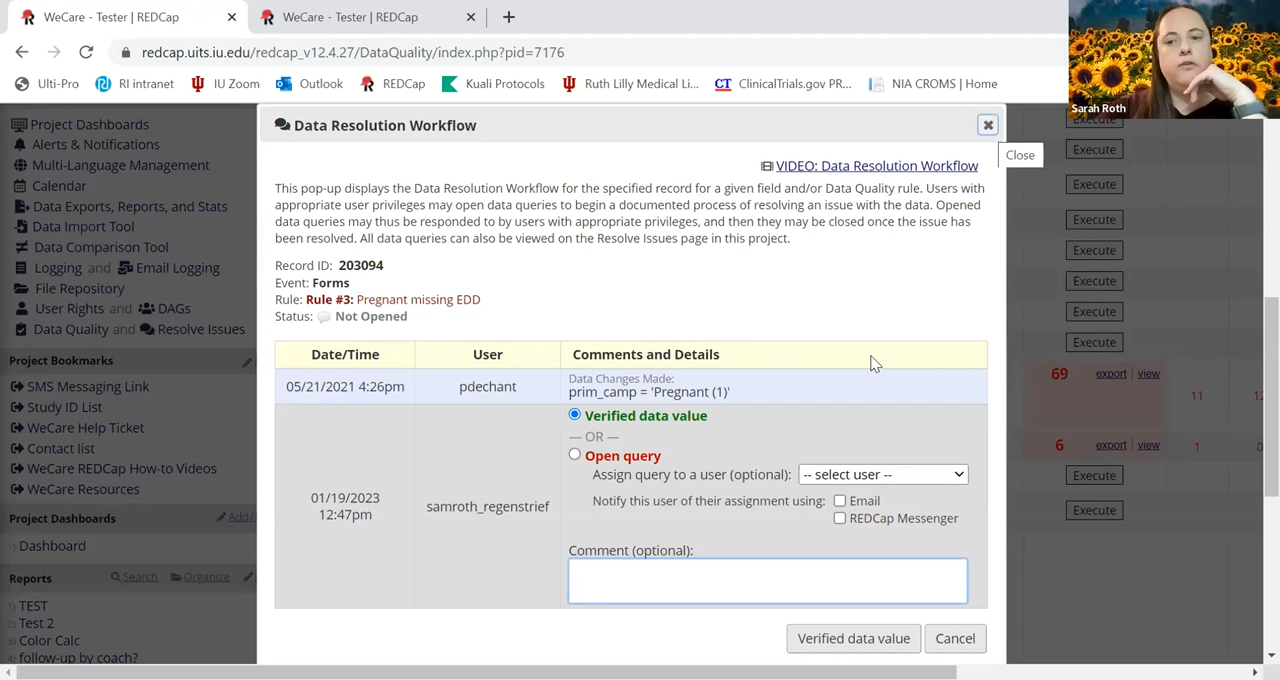 WeCare - Tester | REDCap
WeCare - Tester | REDCap
redcap.uits.iu.edu/redcap_v12.4.27/DataQuality/index.php?pid=7176
Ulti-Pro RI intranet IU Zoom Outlook REDCap Kuali Protocols Ruth Lilly Medical Li... CT ClinicalTrials.gov PR... NIA CROMS | Home
Sarah Roth
Project Dashboards
Alerts & Notifications
Multi-Language Management
Calendar
Data Exports, Reports, and Stats
Data Import Tool
Data Comparison Tool
Logging and Email Logging
File Repository
User Rights and DAGs
Data Quality and Resolve Issues
Project Bookmarks
SMS Messaging Link
Study ID List
WeCare Help Ticket
Contact list
WeCare REDCap How-to Videos
WeCare Resources
Project Dashboards Add/
1) Dashboard
Reports Search Organize
1) TEST
2) Test 2
3) Color Calc
4) follow-up by coach?
Data Resolution Workflow
Close
VIDEO: Data Resolution Workflow
This pop-up displays the Data Resolution Workflow for the specified record for a given field and/or Data Quality rule. Users with
appropriate user privileges may open data queries to begin a documented process of resolving an issue with the data. Opened
data queries may thus be responded to by users with appropriate privileges, and then they may be closed once the issue has
been resolved. All data queries can also be viewed on the Resolve Issues page in this project.
Record ID: 203094
Event: Forms
Rule: Rule #3: Pregnant missing EDD
Status: Not Opened
Date/Time User Comments and Details
05/21/2021 4:26pm pdechant
Data Changes Made:
prim_camp = 'Pregnant (1)'
01/19/2023
12:47pm
samroth_regenstrief
Verified data value
— OR —
Open query
Assign query to a user (optional): -- select user --
Notify this user of their assignment using: Email
REDCap Messenger
Comment (optional):
Verified data value Cancel
Execute
Execute
Execute
Execute
Execute
Execute
Execute
Execute
69 export view 11
6 export view 1
Execute
Execute